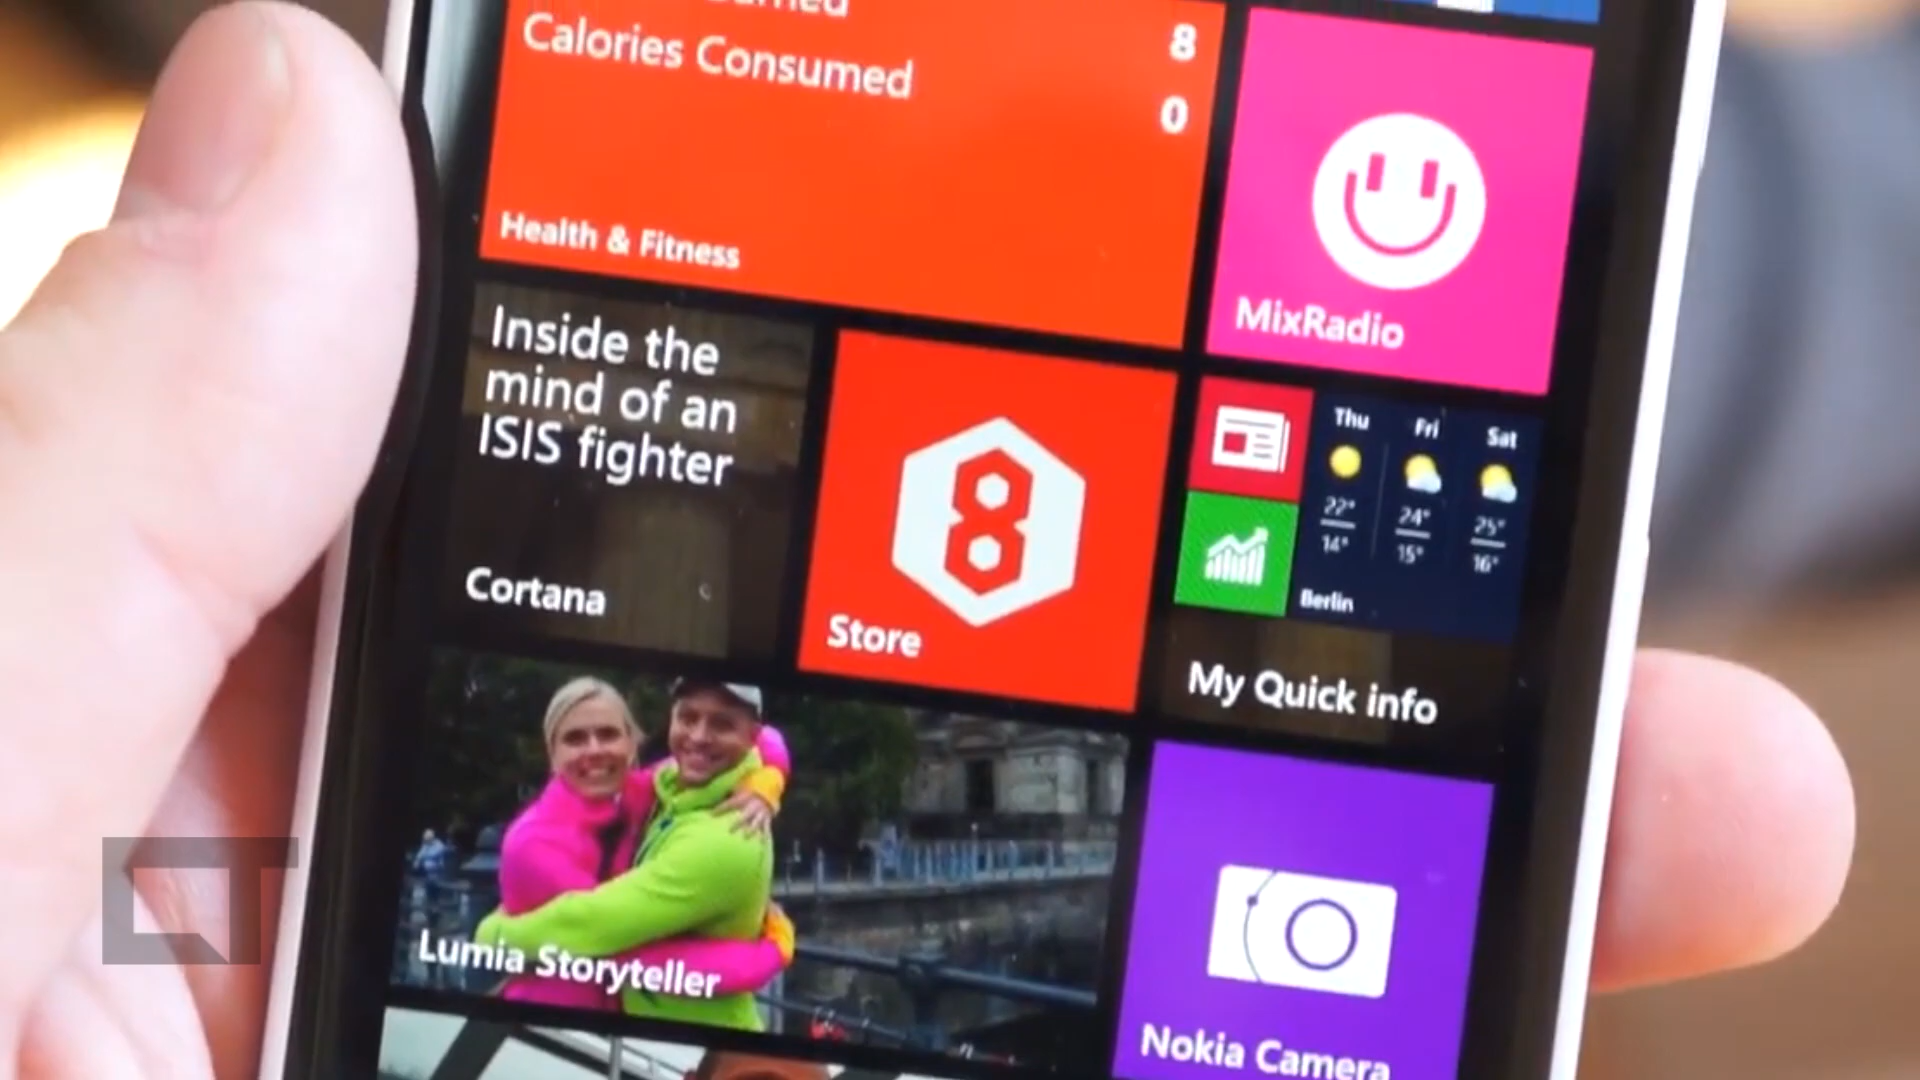 Calories Consumed
8
0
Health & Fitness
MixRadio
Inside the
mind of an
ISIS fighter
Cortana
8
Store
Thu Fri Sat
22° 24° 25°
14° 15° 16°
Berlin
My Quick info
Lumia Storyteller
Nokia Camera